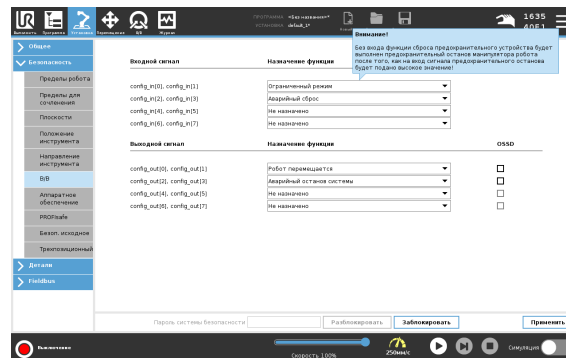 ПРОГРАММА <Без названия>*
УСТАНОВКА default_1*
1635
Выполнить Программа Установка Перемещение В/В Журнал
Внимание!
Без входа функции сброса предохранительного устройства будет
выполнен предохранительный останов манипулятора робота
после того, как на вход сигнала предохранительного останова
будет подано высокое значение!
Общее
Безопасность
Пределы робота
Пределы для
сочленения
Плоскости
Положение
инструмента
Направление
инструмента
В/В
Аппаратное
обеспечение
PROFIsafe
Безоп. исходное
Трехпозиционный
Детали
Fieldbus
Входной сигнал Назначение функции
config_in[0], config_in[1] Ограниченный режим
config_in[2], config_in[3] Аварийный сброс
config_in[4], config_in[5] Не назначено
config_in[6], config_in[7] Не назначено
Выходной сигнал Назначение функции OSSD
config_out[0], config_out[1] Робот перемещается
config_out[2], config_out[3] Аварийный останов системы
config_out[4], config_out[5] Не назначено
config_out[6], config_out[7] Не назначено
Пароль системы безопасности Разблокировать Заблокировать Применить
Выключение
Скорость 100%
250мм/с
Симуляция